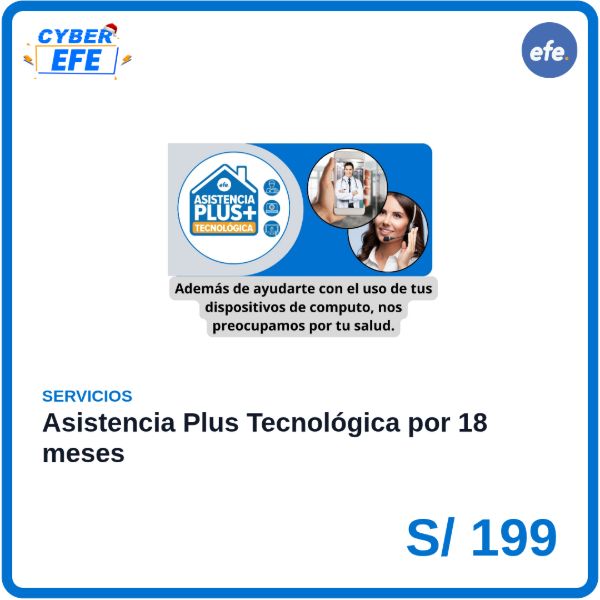 CYBER
EFE
efe.
efe
ASISTENCIA
PLUS+
TECNOLÓGICA
Además de ayudarte con el uso de tus
dispositivos de computo, nos
preocupamos por tu salud.
SERVICIOS
Asistencia Plus Tecnológica por 18
meses
S/ 199